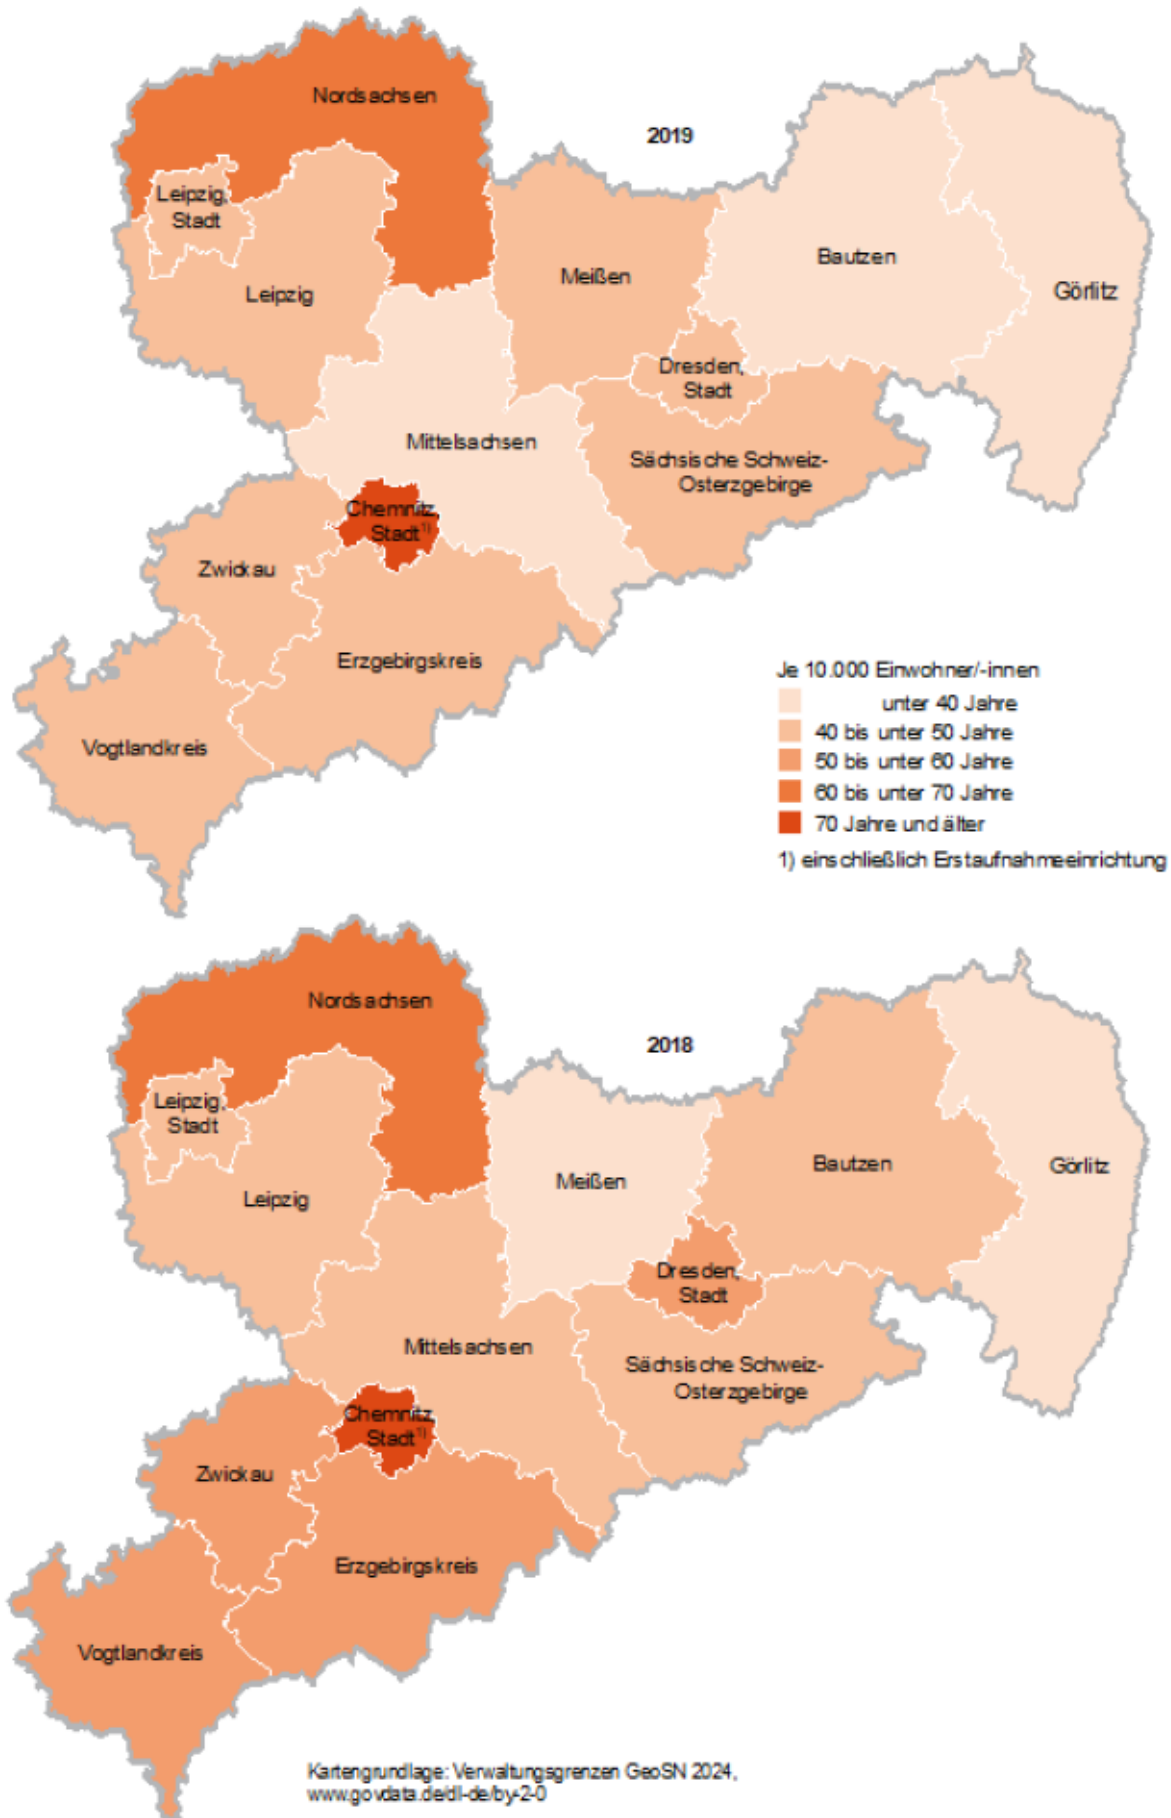 Nordsachsen
2019
Leipzig,
Stadt
Bautzen
Meißen
Görlitz
Leipzig
Dresden,
Stadt
Mittelsachsen
Sächsische Schweiz-
Osterzgebirge
Chemnitz,
Stadt1)
Zwickau
Erzgebirgskreis
Vogtlandkreis
Je 10.000 Einwohner/-innen
unter 40 Jahre
40 bis unter 50 Jahre
50 bis unter 60 Jahre
60 bis unter 70 Jahre
70 Jahre und älter
1) einschließlich Erstaufnahmeeinrichtung
Nordsachsen
2018
Leipzig,
Stadt
Bautzen
Görlitz
Meißen
Leipzig
Dresden,
Stadt
Mittelsachsen
Sächsische Schweiz-
Osterzgebirge
Chemnitz,
Stadt1)
Zwickau
Erzgebirgskreis
Vogtlandkreis
Kartengrundlage: Verwaltungsgrenzen GeoSN 2024,
www.govdata.de/dl-de/by-2-0